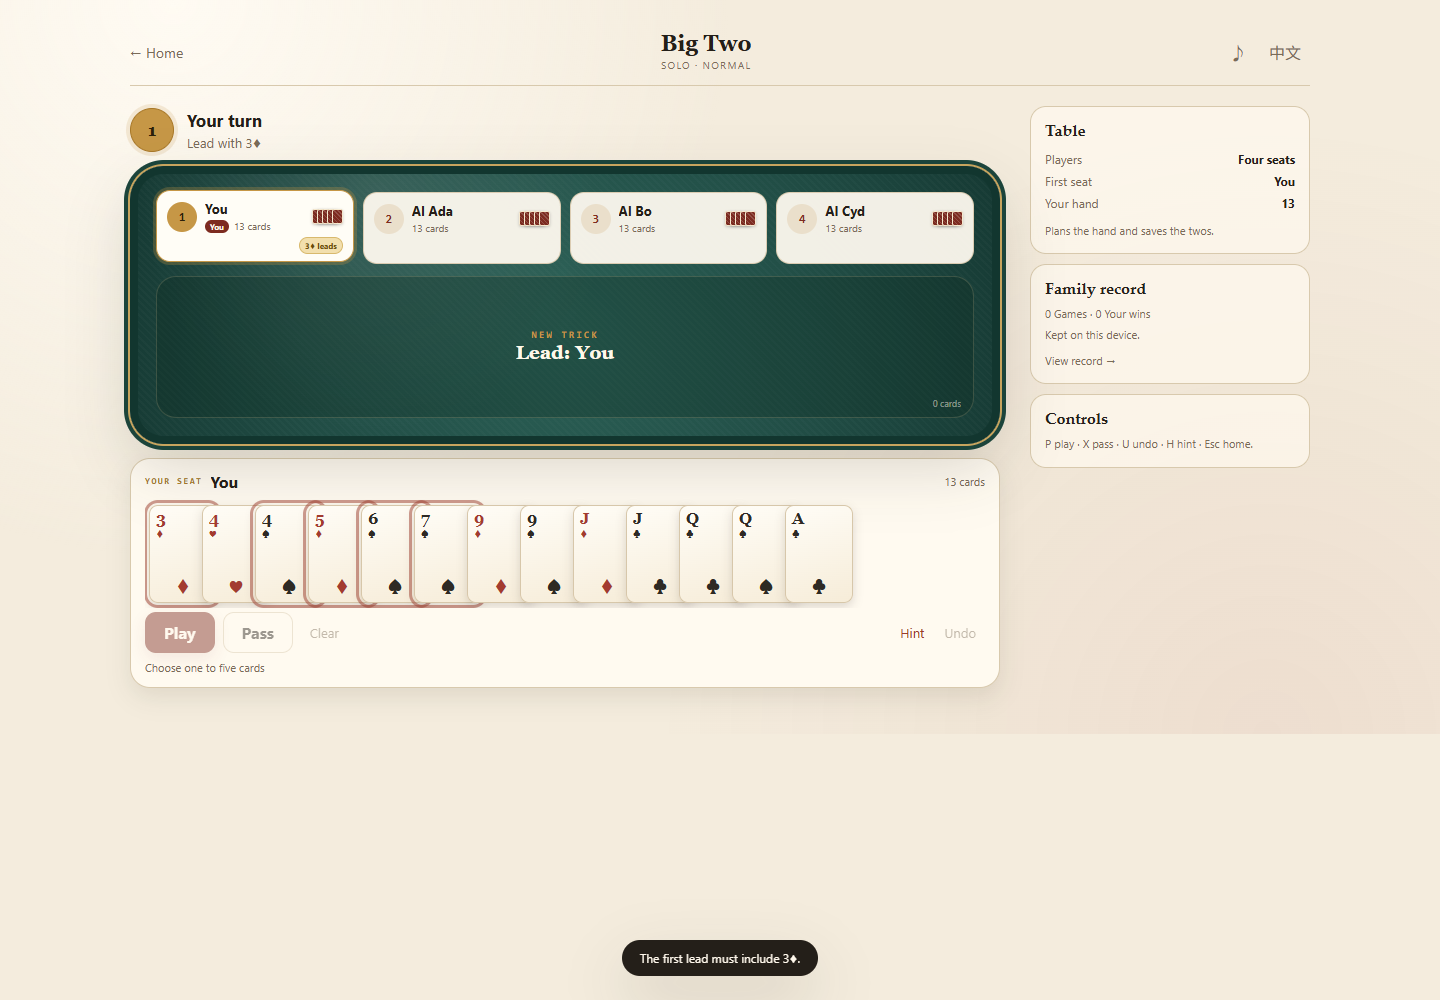 ← Home
Big Two
SOLO · NORMAL
♪ 中文
1
Your turn
Lead with 3♦
1
You
You 13 cards
3♦ leads
2
AI Ada
13 cards
3
AI Bo
13 cards
4
AI Cyd
13 cards
NEW TRICK
Lead: You
0 cards
YOUR SEAT You
13 cards
3♦ 4♥ 4♠ 5♦ 6♠ 7♠ 9♦ 9♠ J♦ J♣ Q♣ Q♠ A♣
Play Pass Clear
Hint Undo
Choose one to five cards
Table
Players Four seats
First seat You
Your hand 13
Plans the hand and saves the twos.
Family record
0 Games · 0 Your wins
Kept on this device.
View record →
Controls
P play · X pass · U undo · H hint · Esc home.
The first lead must include 3♦.